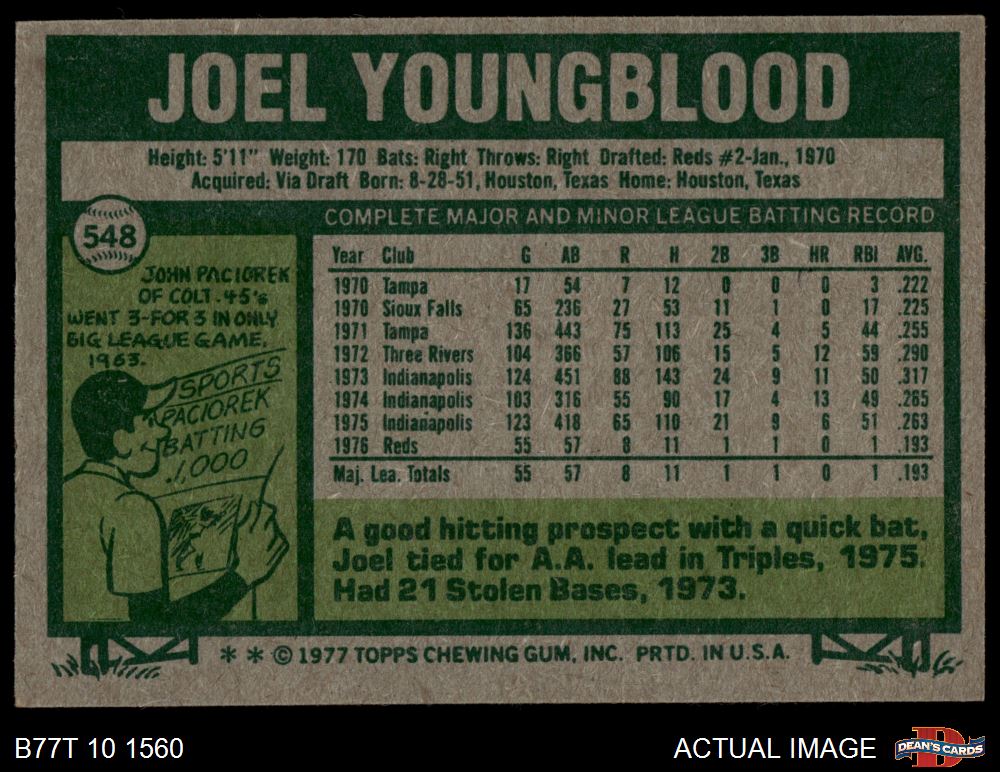 JOEL YOUNGBLOOD
Height: 5'11" Weight: 170 Bats: Right Throws: Right Drafted: Reds #2-Jan., 1970
Acquired: Via Draft Born: 8-28-51, Houston, Texas Home: Houston, Texas
548
JOHN PACIOREK
OF COLT .45's
WENT 3-FOR 3 IN ONLY
BIG LEAGUE GAME,
1963.
SPORTS
PACIOREK
BATTING
1,000
COMPLETE MAJOR AND MINOR LEAGUE BATTING RECORD
Year Club G AB R H 2B 3B HR RBI AVG.
1970 Tampa 17 54 7 12 0 0 0 3 .222
1970 Sioux Falls 65 236 27 53 11 1 0 17 .225
1971 Tampa 136 443 75 113 25 4 5 44 .255
1972 Three Rivers 104 366 57 106 15 5 12 59 .290
1973 Indianapolis 124 451 88 143 24 9 11 50 .317
1974 Indianapolis 103 316 55 90 17 4 13 49 .285
1975 Indianapolis 123 418 65 110 21 9 6 51 .263
1976 Reds 55 57 8 11 1 1 0 1 .193
Maj. Lea. Totals 55 57 8 11 1 1 0 1 .193
A good hitting prospect with a quick bat,
Joel tied for A.A. lead in Triples, 1975.
Had 21 Stolen Bases, 1973.
* * © 1977 TOPPS CHEWING GUM, INC. PRTD. IN U.S.A.
B77T 10 1560
ACTUAL IMAGE
D
DEAN'S CARDS